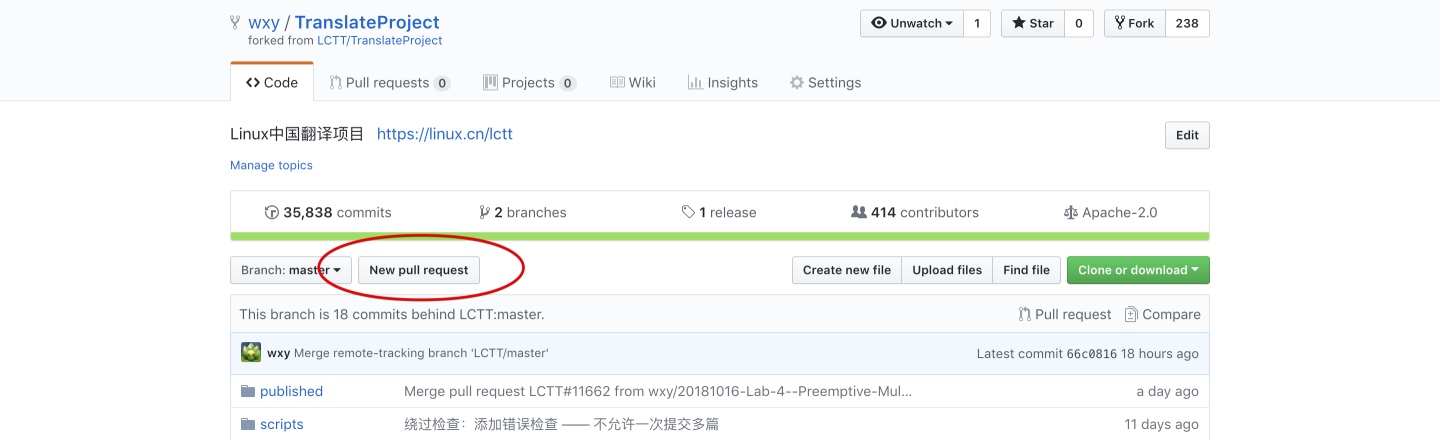 wxy / TranslateProject
Unwatch 1 Star 0 Fork 238
forked from LCTT/TranslateProject
Code Pull requests 0 Projects 0 Wiki Insights Settings
Linux中国翻译项目 https://linux.cn/lctt Edit
Manage topics
35,838 commits 2 branches 1 release 414 contributors Apache-2.0
Branch: master New pull request Create new file Upload files Find file Clone or download
This branch is 18 commits behind LCTT:master. Pull request Compare
wxy Merge remote-tracking branch 'LCTT/master' Latest commit 66c0816 18 hours ago
published Merge pull request LCTT#11662 from wxy/20181016-Lab-4--Preemptive-Mul... a day ago
scripts 绕过检查：添加错误检查 —— 不允许一次提交多篇 11 days ago